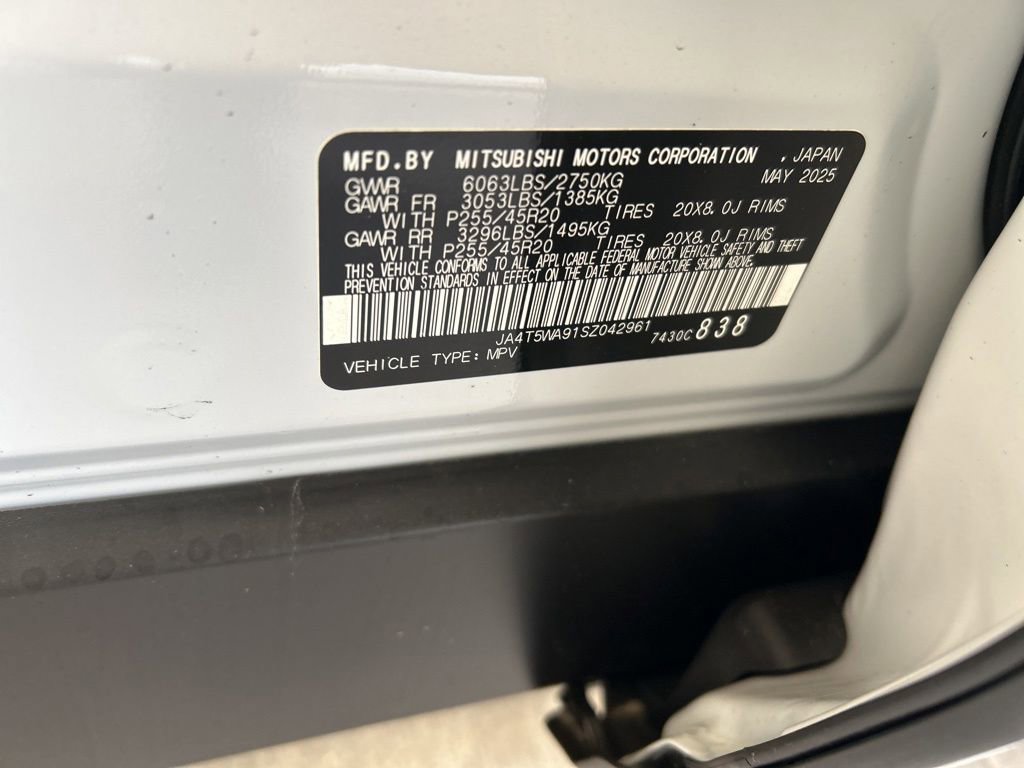 MFD.BY MITSUBISHI MOTORS CORPORATION , JAPAN
MAY 2025
GVWR 6063LBS/2750KG
GAWR FR 3053LBS/1385KG
WITH P255/45R20 TIRES 20X8.0J RIMS
GAWR RR 3296LBS/1495KG
WITH P255/45R20 TIRES 20X8.0J RIMS
THIS VEHICLE CONFORMS TO ALL APPLICABLE FEDERAL MOTOR VEHICLE SAFETY AND THEFT
PREVENTION STANDARDS IN EFFECT ON THE DATE OF MANUFACTURE SHOWN ABOVE.
JA4T5WA91SZ042961 7430C 838
VEHICLE TYPE: MPV